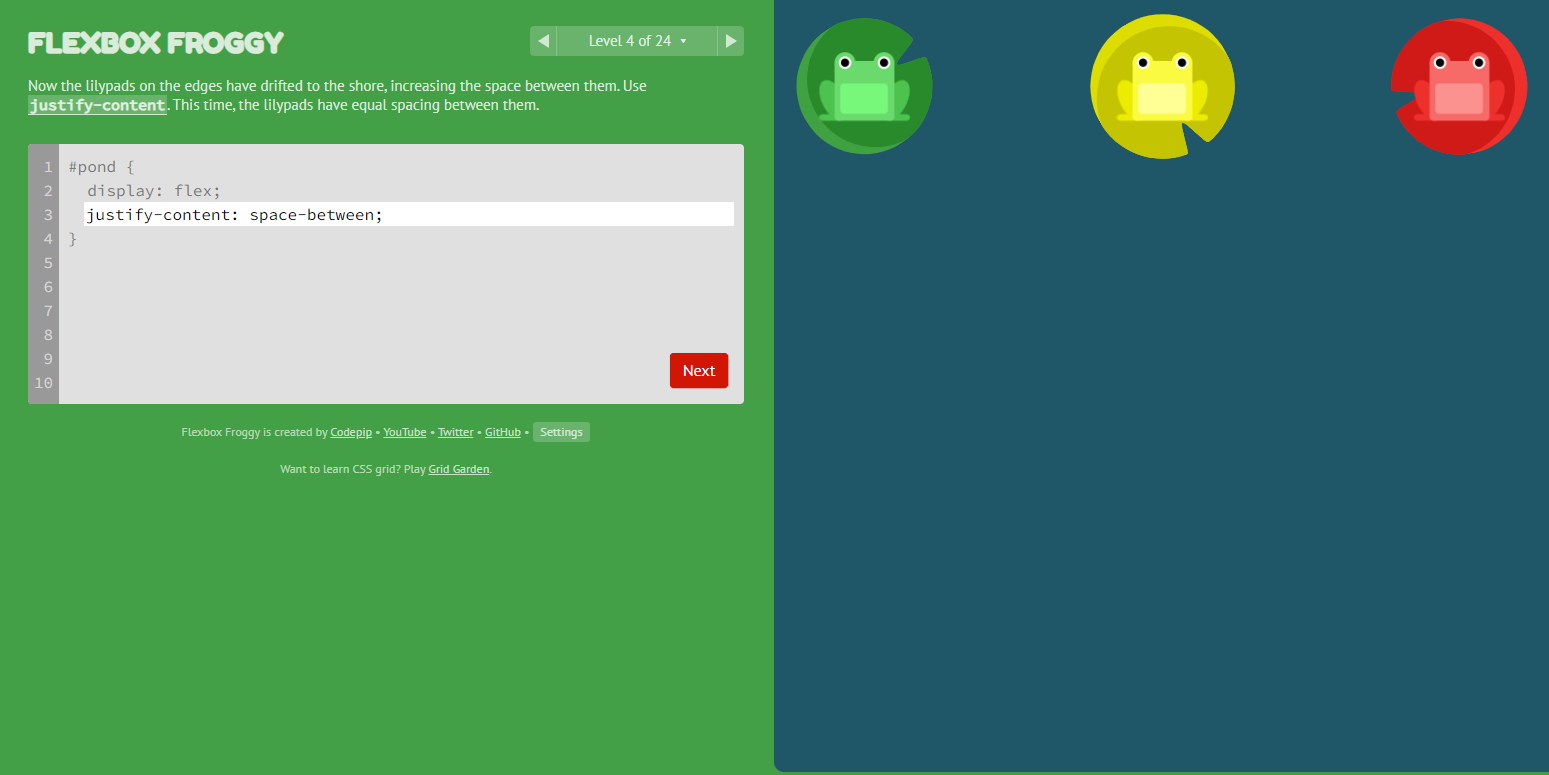 FLEXBOX FROGGY
Level 4 of 24
Now the lilypads on the edges have drifted to the shore, increasing the space between them. Use
justify-content. This time, the lilypads have equal spacing between them.
1 #pond {
2 display: flex;
3 justify-content: space-between;
4 }
5
6
7
8
9
10
Next
Flexbox Froggy is created by Codepip • YouTube • Twitter • GitHub • Settings
Want to learn CSS grid? Play Grid Garden.